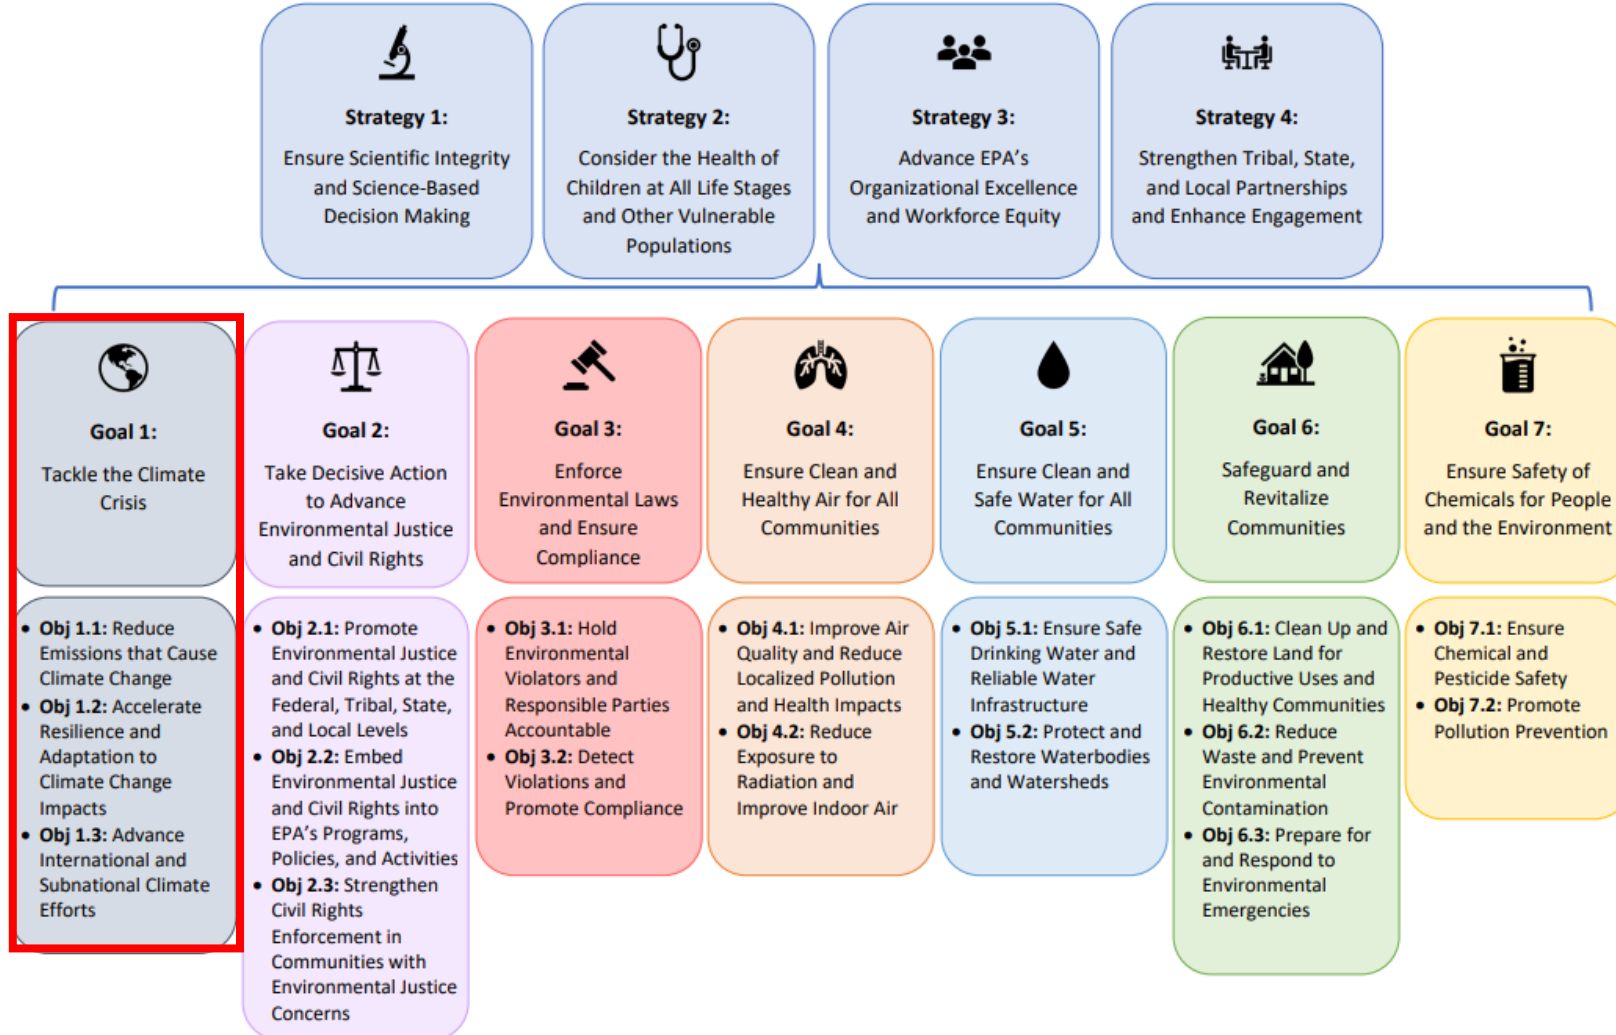 Strategy 1:
Ensure Scientific Integrity
and Science-Based
Decision Making
Strategy 2:
Consider the Health of
Children at All Life Stages
and Other Vulnerable
Populations
Strategy 3:
Advance EPA’s
Organizational Excellence
and Workforce Equity
Strategy 4:
Strengthen Tribal, State,
and Local Partnerships
and Enhance Engagement
Goal 1:
Tackle the Climate
Crisis
Goal 2:
Take Decisive Action
to Advance
Environmental Justice
and Civil Rights
Goal 3:
Enforce
Environmental Laws
and Ensure
Compliance
Goal 4:
Ensure Clean and
Healthy Air for All
Communities
Goal 5:
Ensure Clean and
Safe Water for All
Communities
Goal 6:
Safeguard and
Revitalize
Communities
Goal 7:
Ensure Safety of
Chemicals for People
and the Environment
• Obj 1.1: Reduce
Emissions that Cause
Climate Change
• Obj 1.2: Accelerate
Resilience and
Adaptation to
Climate Change
Impacts
• Obj 1.3: Advance
International and
Subnational Climate
Efforts
• Obj 2.1: Promote
Environmental Justice
and Civil Rights at the
Federal, Tribal, State,
and Local Levels
• Obj 2.2: Embed
Environmental Justice
and Civil Rights into
EPA’s Programs,
Policies, and Activities
• Obj 2.3: Strengthen
Civil Rights
Enforcement in
Communities with
Environmental Justice
Concerns
• Obj 3.1: Hold
Environmental
Violators and
Responsible Parties
Accountable
• Obj 3.2: Detect
Violations and
Promote Compliance
• Obj 4.1: Improve Air
Quality and Reduce
Localized Pollution
and Health Impacts
• Obj 4.2: Reduce
Exposure to
Radiation and
Improve Indoor Air
• Obj 5.1: Ensure Safe
Drinking Water and
Reliable Water
Infrastructure
• Obj 5.2: Protect and
Restore Waterbodies
and Watersheds
• Obj 6.1: Clean Up and
Restore Land for
Productive Uses and
Healthy Communities
• Obj 6.2: Reduce
Waste and Prevent
Environmental
Contamination
• Obj 6.3: Prepare for
and Respond to
Environmental
Emergencies
• Obj 7.1: Ensure
Chemical and
Pesticide Safety
• Obj 7.2: Promote
Pollution Prevention